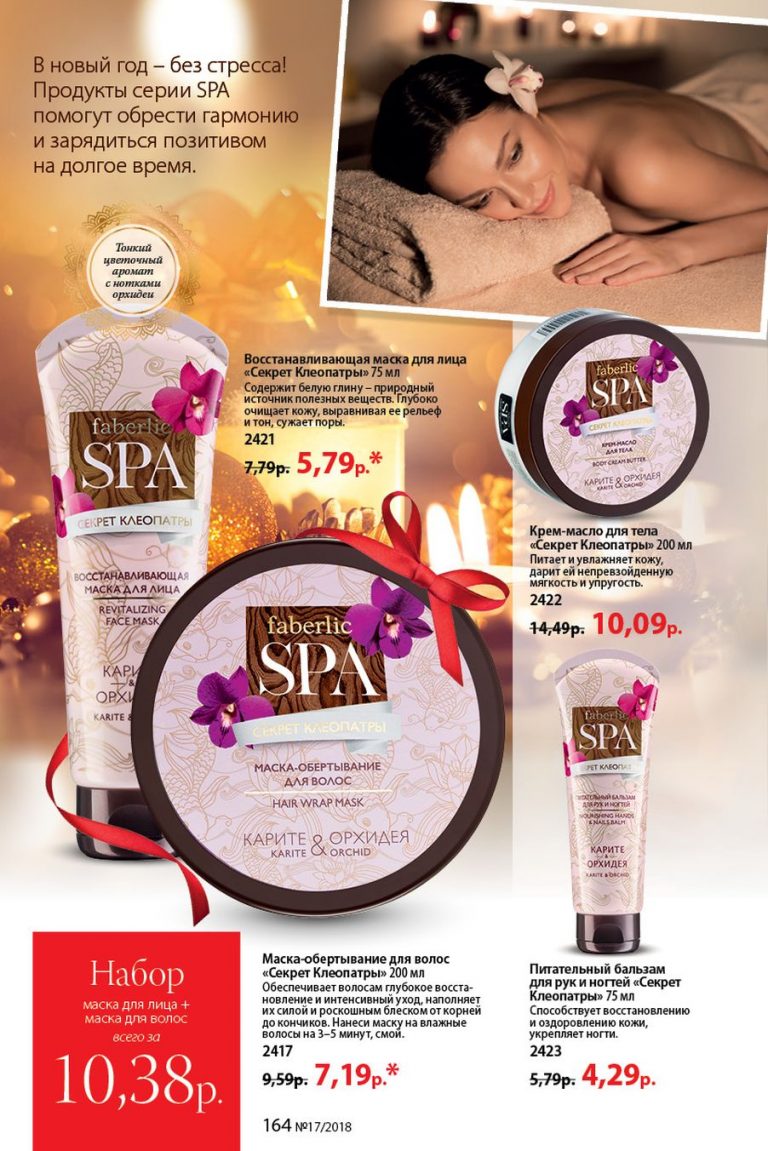 В новый год – без стресса!
Продукты серии SPA
помогут обрести гармонию
и зарядиться позитивом
на долгое время.
Тонкий
цветочный
аромат
с нотками
орхидеи
Восстанавливающая маска для лица
«Секрет Клеопатры» 75 мл
Содержит белую глину – природный
источник полезных веществ. Глубоко
очищает кожу, выравнивая ее рельеф
и тон, сужает поры.
2421
7,79р. 5,79р.*
faberlic
SPA
СЕКРЕТ КЛЕОПАТРЫ
ВОССТАНАВЛИВАЮЩАЯ
МАСКА ДЛЯ ЛИЦА
REVITALIZING
FACE MASK
КАРИ
&
ОРХИ
KARITE &
faberlic
SPA
СЕКРЕТ КЛЕОПАТРЫ
КРЕМ-МАСЛО
ДЛЯ ТЕЛА
BODY CREAM BUTTER
КАРИТЕ & ОРХИДЕЯ
KARITE & ORCHID
SPA
Крем-масло для тела
«Секрет Клеопатры» 200 мл
Питает и увлажняет кожу,
дарит ей непревзойденную
мягкость и упругость.
2422
14,49р. 10,09р.
faberlic
SPA
СЕКРЕТ КЛЕОПАТРЫ
МАСКА-ОБЕРТЫВАНИЕ
ДЛЯ ВОЛОС
HAIR WRAP MASK
КАРИТЕ & ОРХИДЕЯ
KARITE & ORCHID
faberlic
SPA
СЕКРЕТ КЛЕОПАТ
ПИТАТЕЛЬНЫЙ БАЛЬЗАМ
ДЛЯ РУК И НОГТЕЙ
NOURISHING HANDS
& NAILS BALM
КАРИТЕ
&
ОРХИДЕЯ
KARITE & ORCHID
Набор
маска для лица +
маска для волос
всего за
10,38р.
Маска-обертывание для волос
«Секрет Клеопатры» 200 мл
Обеспечивает волосам глубокое восста-
новление и интенсивный уход, наполняет
их силой и роскошным блеском от корней
до кончиков. Нанеси маску на влажные
волосы на 3–5 минут, смой.
2417
9,59р. 7,19р.*
Питательный бальзам
для рук и ногтей «Секрет
Клеопатры» 75 мл
Способствует восстановлению
и оздоровлению кожи,
укрепляет ногти.
2423
5,79р. 4,29р.
164 №17/2018